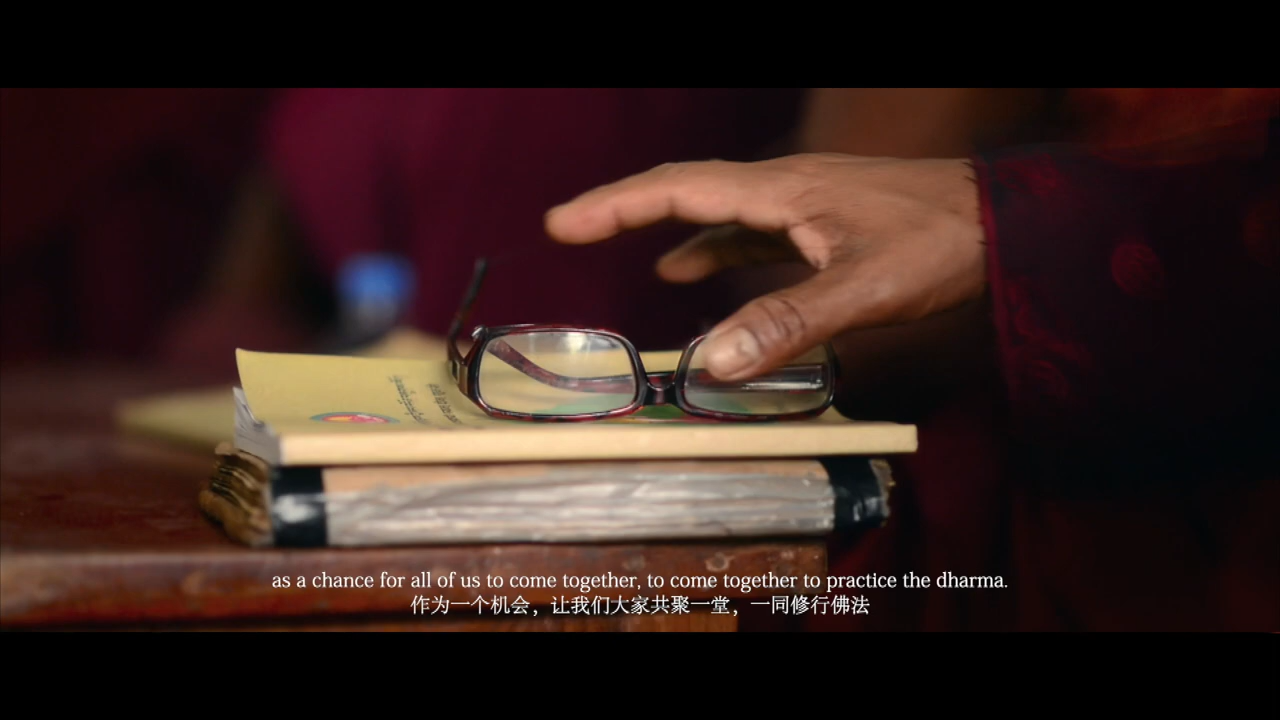 as a chance for all of us to come together, to come together to practice the dharma.
作为一个机会，让我们大家共聚一堂，一同修行佛法